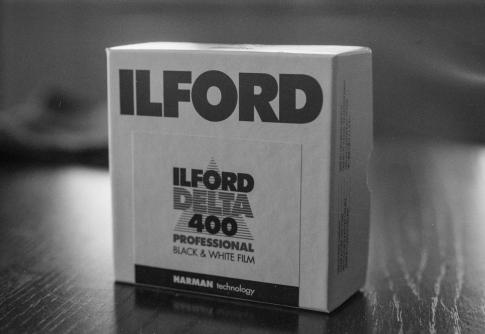 ILFORD
ILFORD
DELTA
400
PROFESSIONAL
BLACK & WHITE FILM
HARMAN technology